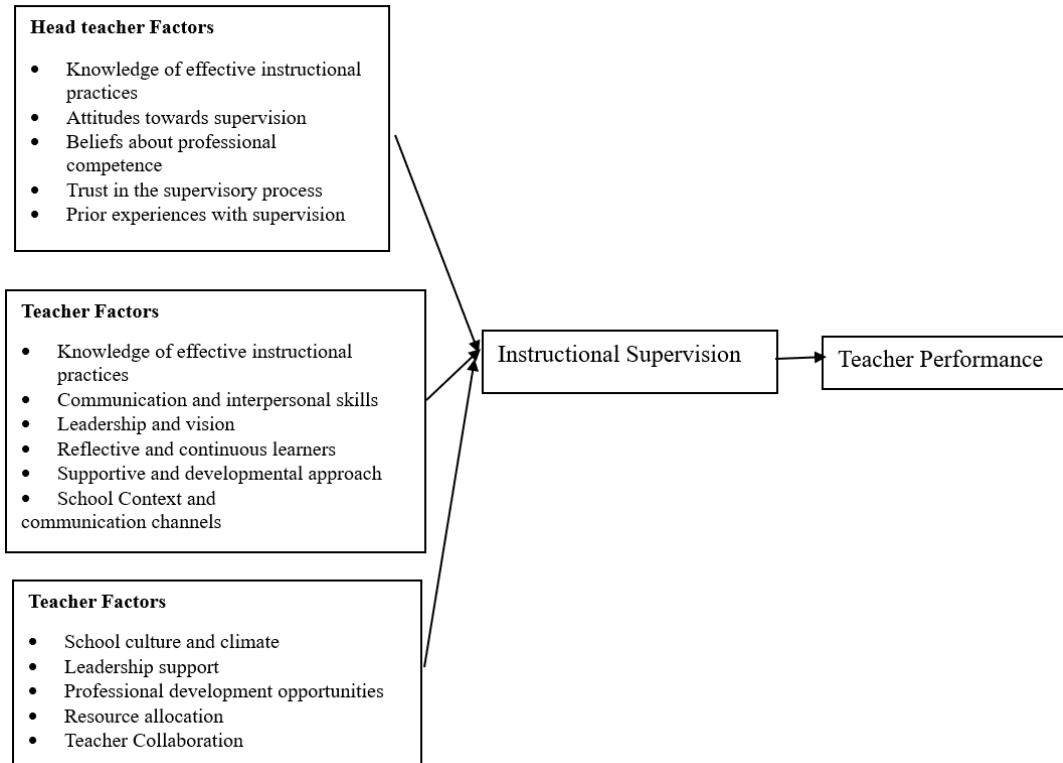 Head teacher Factors
• Knowledge of effective instructional
practices
• Attitudes towards supervision
• Beliefs about professional
competence
• Trust in the supervisory process
• Prior experiences with supervision
Teacher Factors
• Knowledge of effective instructional
practices
• Communication and interpersonal skills
• Leadership and vision
• Reflective and continuous learners
• Supportive and developmental approach
• School Context and
communication channels
Teacher Factors
• School culture and climate
• Leadership support
• Professional development opportunities
• Resource allocation
• Teacher Collaboration
Instructional Supervision
Teacher Performance